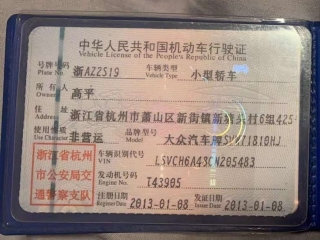 中华人民共和国机动车行驶证
Vehicle License of the People's Republic of China
号牌号码 浙AZ2S19 车辆类型 小型轿车
Plate No. Vehicle Type
所有人 高平
Owner
住址 浙江省杭州市萧山区新街镇新塘头村6组425
使用性质 非营运 品牌型号 大众汽车牌SVW71810HJ
Use Character
浙江省杭州市公安局交通警察支队
车辆识别代号 LSVCH6A43CN205483
VIN
发动机号码 T43905
Engine No.
注册日期 2013-01-08 发证日期 2013-01-08
Register Date Issue Date